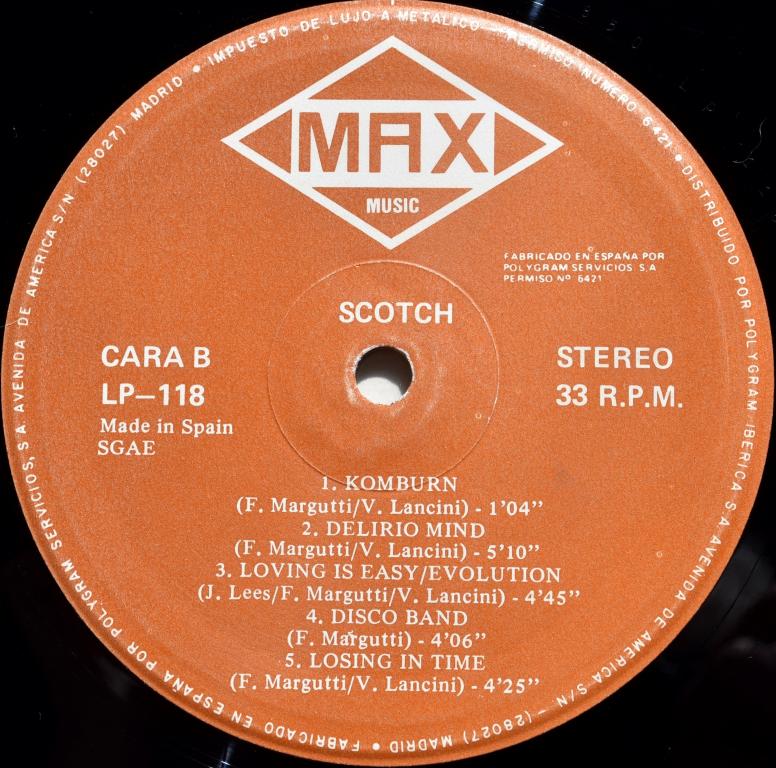 IMPUESTO DE LUJO A METALICO - PERMISO NUMERO 6421 • DISTRIBUIDO POR POLYGRAM IBERICA S.A. AVENIDA DE AMERICA S/N - (28027) MADRID • FABRICADO EN ESPAÑA POR POLYGRAM SERVICIOS, S.A. AVENIDA DE AMERICA S/N (28027) MADRID •
MAX
MUSIC
FABRICADO EN ESPAÑA POR
POLYGRAM SERVICIOS S,A
PERMISO Nº 6421
SCOTCH
CARA B
STEREO
LP–118
33 R.P.M.
Made in Spain
SGAE
1. KOMBURN
(F. Margutti/V. Lancini) - 1'04"
2. DELIRIO MIND
(F. Margutti/V. Lancini) - 5'10"
3. LOVING IS EASY/EVOLUTION
(J. Lees/F. Margutti/V. Lancini) - 4'45"
4. DISCO BAND
(F. Margutti) - 4'06"
5. LOSING IN TIME
(F. Margutti/V. Lancini) - 4'25"